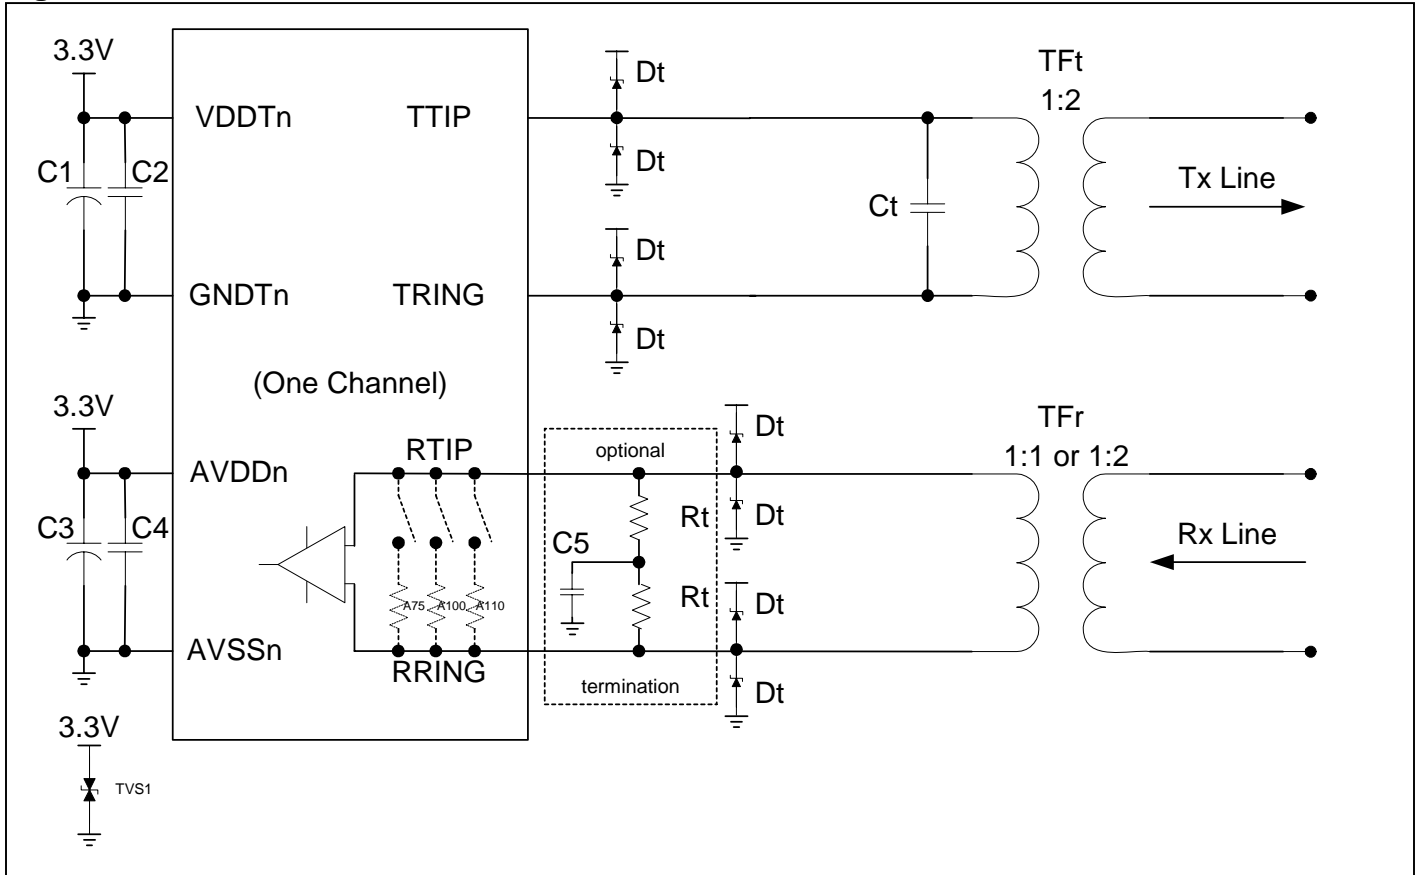 3.3V
VDDTn
TTIP
Dt
TFt
1:2
C1
C2
Dt
Tx Line
Ct
Dt
GNDTn
TRING
Dt
(One Channel)
3.3V
AVDDn
RTIP
optional
Dt
TFr
1:1 or 1:2
C3
C4
Rt
Dt
C5
Rx Line
A75
A100
A110
Rt
Dt
AVSSn
RRING
termination
Dt
3.3V
TVS1